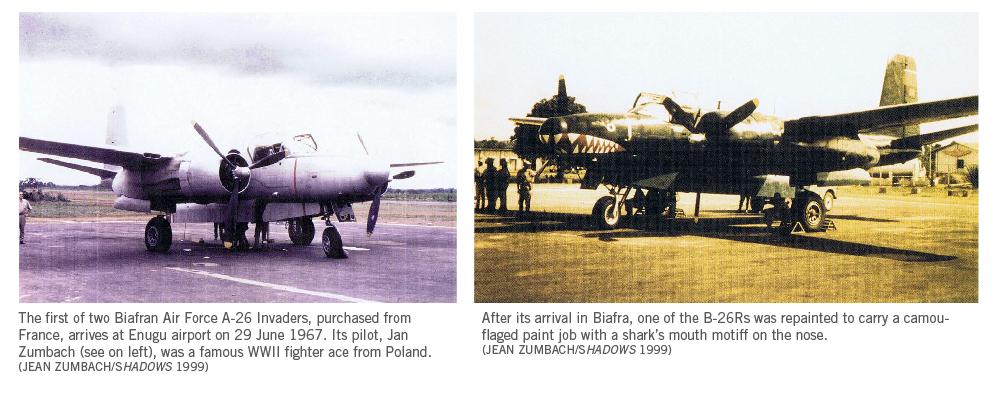 The first of two Biafran Air Force A-26 Invaders, purchased from
France, arrives at Enugu airport on 29 June 1967. Its pilot, Jan
Zumbach (see on left), was a famous WWII fighter ace from Poland.
(JEAN ZUMBACH/SHADOWS 1999)
After its arrival in Biafra, one of the B-26Rs was repainted to carry a camou-
flaged paint job with a shark's mouth motiff on the nose.
(JEAN ZUMBACH/SHADOWS 1999)